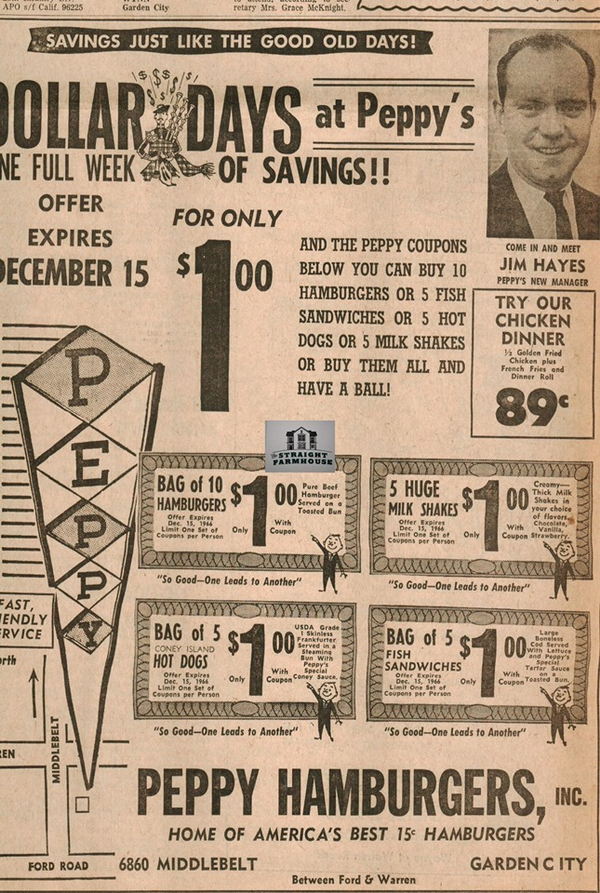 APO s/f Calif. 96225
Garden City
retary Mrs. Grace McKnight.
SAVINGS JUST LIKE THE GOOD OLD DAYS!
DOLLAR DAYS at Peppy's
NE FULL WEEK OF SAVINGS!!
OFFER
EXPIRES
DECEMBER 15
FOR ONLY
$1.00
AND THE PEPPY COUPONS
BELOW YOU CAN BUY 10
HAMBURGERS OR 5 FISH
SANDWICHES OR 5 HOT
DOGS OR 5 MILK SHAKES
OR BUY THEM ALL AND
HAVE A BALL!
COME IN AND MEET
JIM HAYES
PEPPY'S NEW MANAGER
TRY OUR
CHICKEN
DINNER
½ Golden Fried
Chicken plus
French Fries and
Dinner Roll
89¢
PEPPY
STRAIGHT
FARMHOUSE
BAG of 10
HAMBURGERS
Offer Expires
Dec. 15, 1966
Limit One Set of
Coupons per Person
$1.00
Only With
Coupon
Pure Beef
Hamburger
Served on a
Toasted Bun
"So Good—One Leads to Another"
5 HUGE
MILK SHAKES
Offer Expires
Dec. 15, 1966
Limit One Set of
Coupons per Person
$1.00
Only With
Coupon
Creamy—
Thick Milk
Shakes in
your choice
of flavors
Chocolate,
Vanilla,
Strawberry.
"So Good—One Leads to Another"
BAG of 5
CONEY ISLAND
HOT DOGS
Offer Expires
Dec. 15, 1966
Limit One Set of
Coupons per Person
$1.00
Only With
Coupon
USDA Grade
1 Skinless
Frankfurter
Served in a
Steaming
Bun With
Peppy's
Special
Coney Sauce.
"So Good—One Leads to Another"
BAG of 5
FISH
SANDWICHES
Offer Expires
Dec. 15, 1966
Limit One Set of
Coupons per Person
$1.00
Only With
Coupon
Large
Boneless
Cod Served
With Lettuce
and Peppy's
Special
Tartar Sauce
on a
Toasted Bun.
"So Good—One Leads to Another"
FAST,
IENDLY
ERVICE
rth
MIDDLEBELT
REN
FORD ROAD
PEPPY HAMBURGERS, INC.
HOME OF AMERICA'S BEST 15¢ HAMBURGERS
6860 MIDDLEBELT GARDEN CITY
Between Ford & Warren